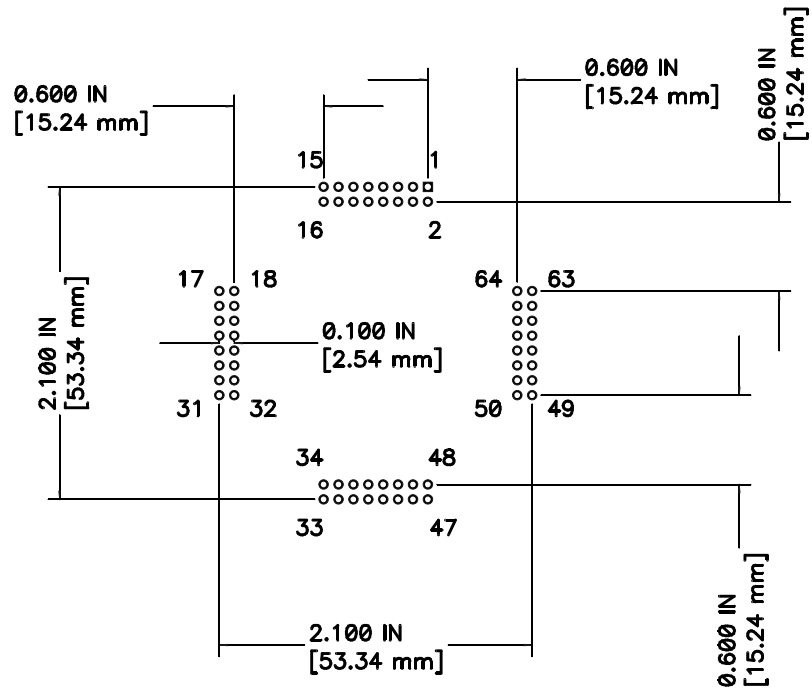 0.600 IN
[15.24 mm]
0.600 IN
[15.24 mm]
0.600 IN
[15.24 mm]
15 1
16 2
17 18
64 63
2.100 IN
[53.34 mm]
0.100 IN
[2.54 mm]
31 32
50 49
34 48
33 47
2.100 IN
[53.34 mm]
0.600 IN
[15.24 mm]